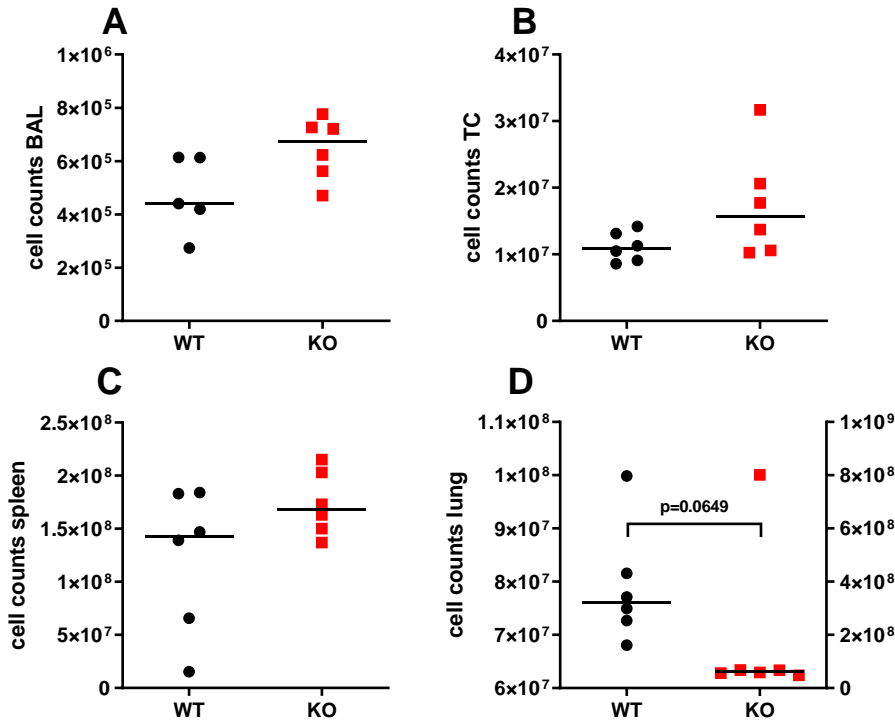 A
cell counts BAL
1×10⁶
8×10⁵
6×10⁵
4×10⁵
2×10⁵
0
WT KO
B
cell counts TC
4×10⁷
3×10⁷
2×10⁷
1×10⁷
0
WT KO
C
cell counts spleen
2.5×10⁸
2×10⁸
1.5×10⁸
1×10⁸
5×10⁷
0
WT KO
D
cell counts lung
1.1×10⁸
1×10⁸
9×10⁷
8×10⁷
7×10⁷
6×10⁷
p=0.0649
1×10⁹
8×10⁸
6×10⁸
4×10⁸
2×10⁸
0
WT KO